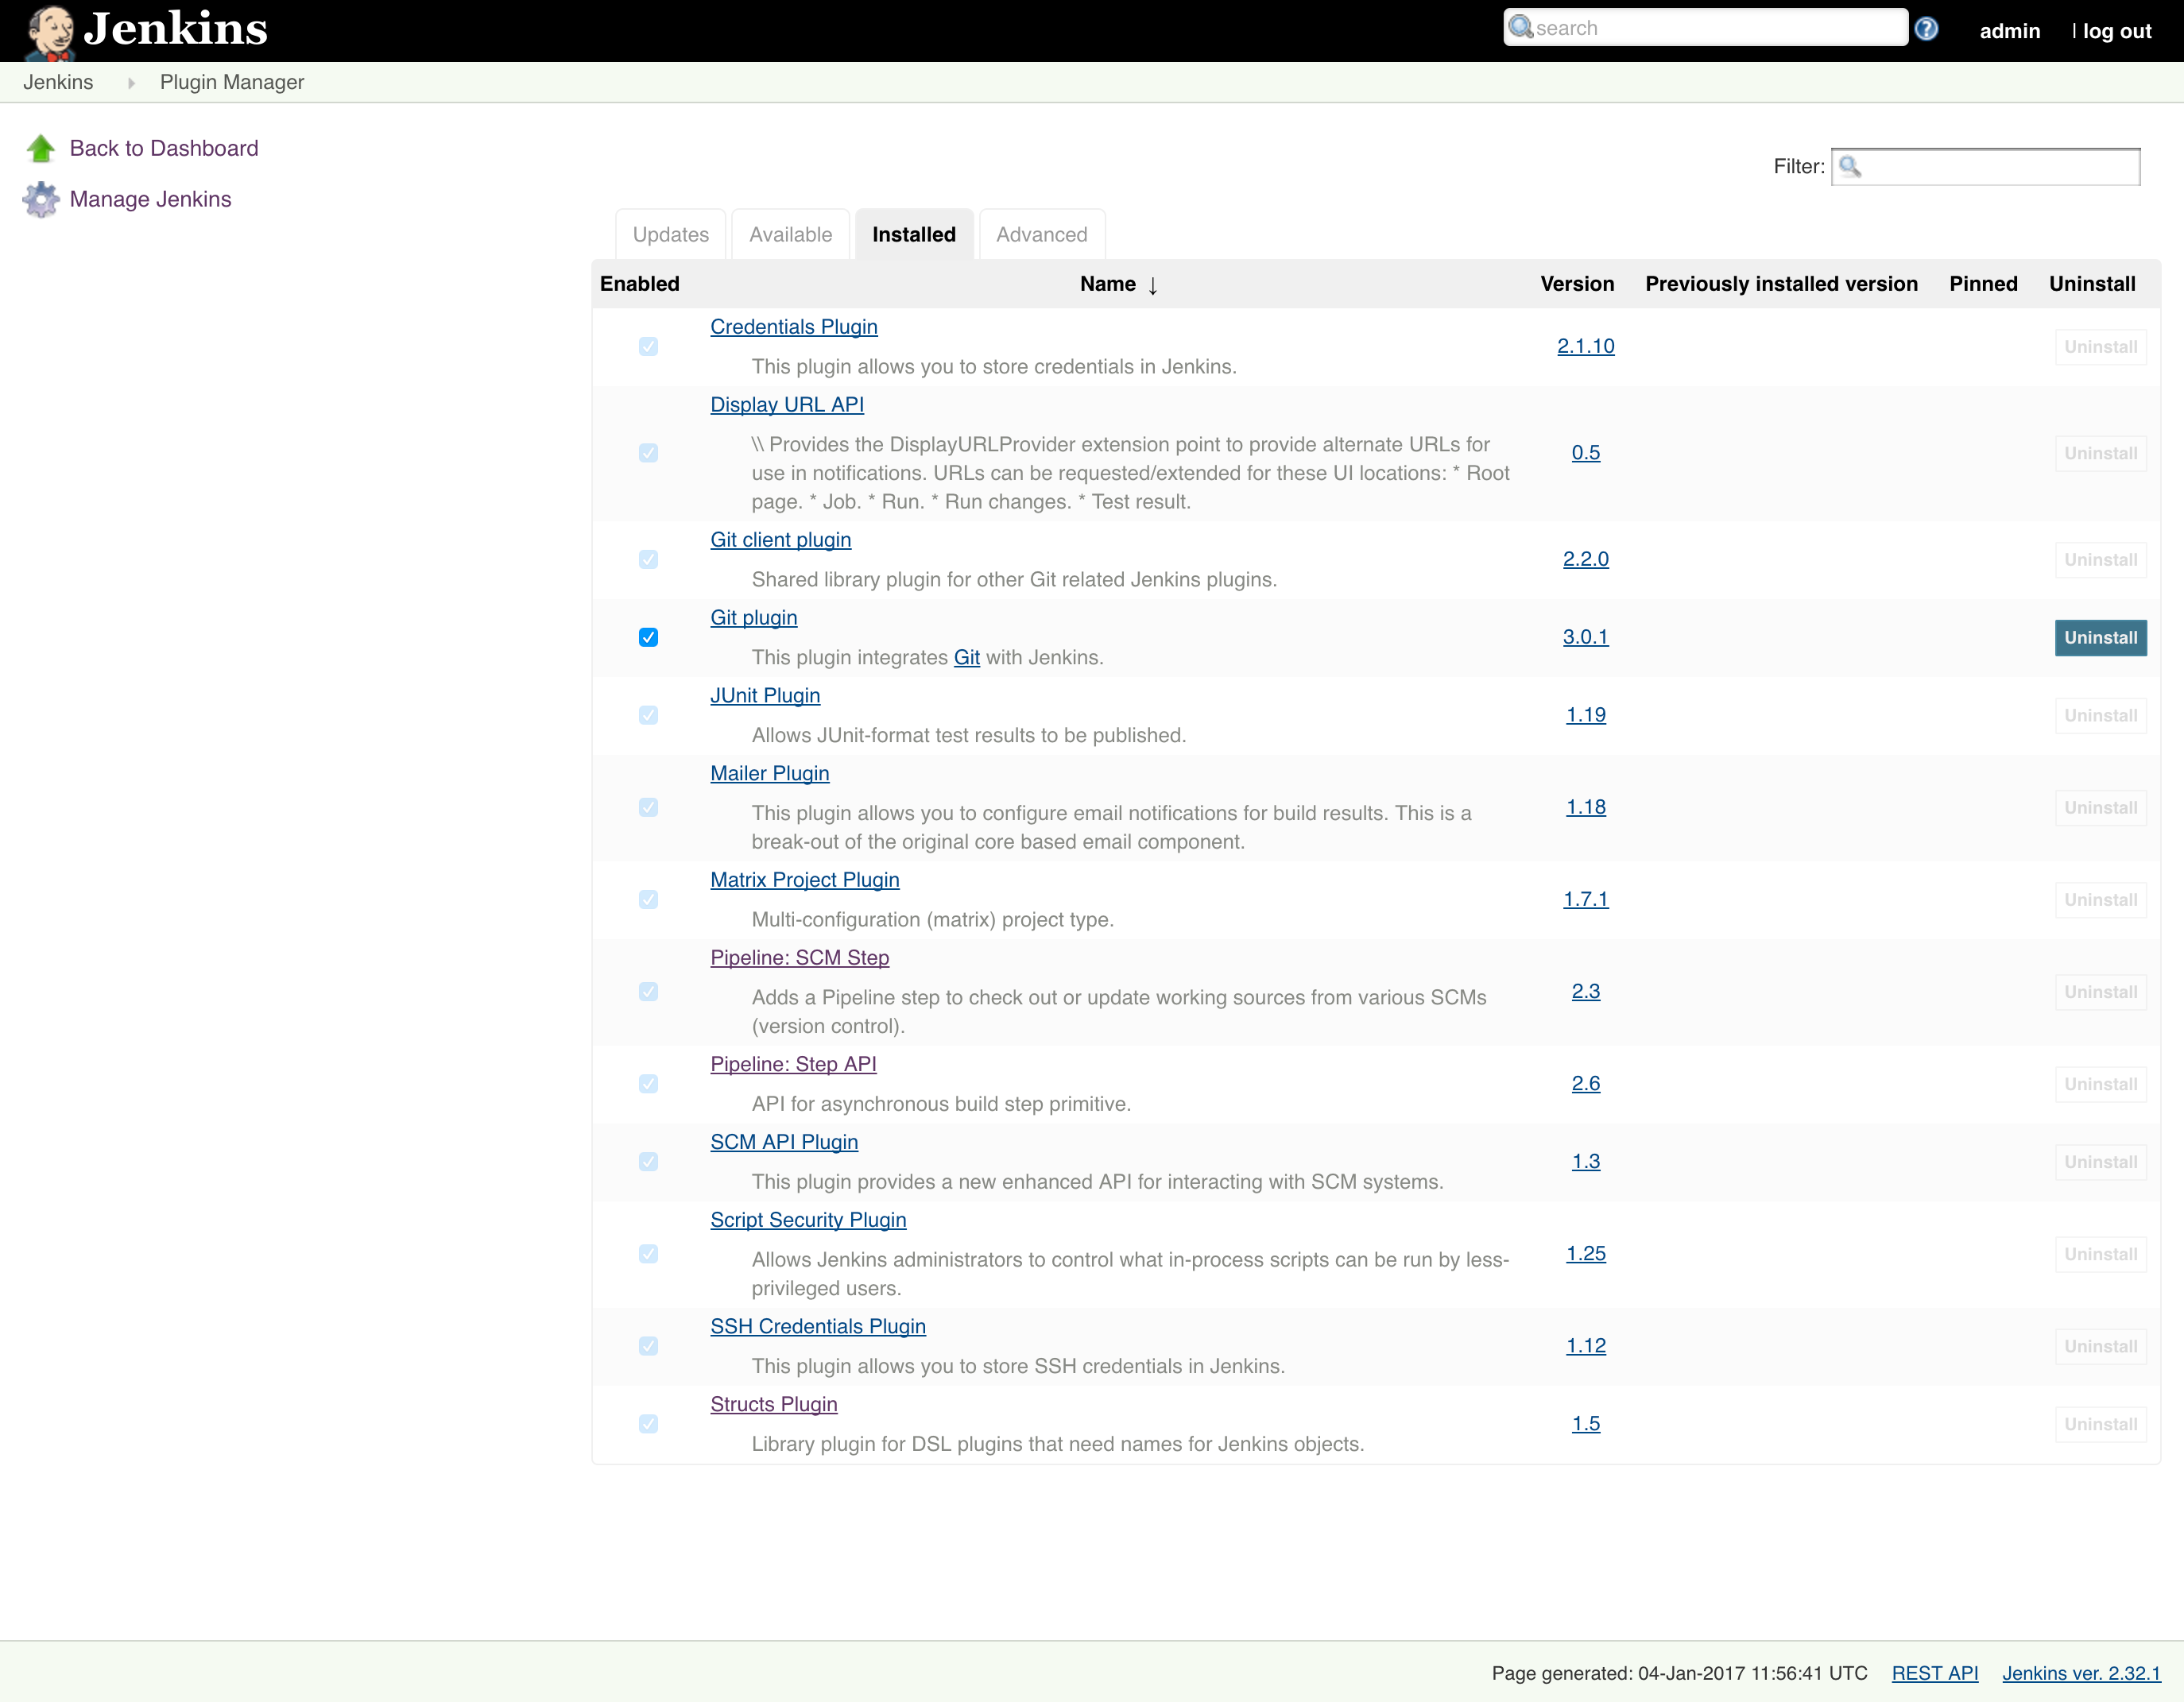 Jenkins
search
admin
| log out
Jenkins
Plugin Manager
Back to Dashboard
Manage Jenkins
Filter:
Updates
Available
Installed
Advanced
Enabled
Name ↓
Version
Previously installed version
Pinned
Uninstall
Credentials Plugin
This plugin allows you to store credentials in Jenkins.
2.1.10
Uninstall
Display URL API
\\ Provides the DisplayURLProvider extension point to provide alternate URLs for
use in notifications. URLs can be requested/extended for these UI locations: * Root
page. * Job. * Run. * Run changes. * Test result.
0.5
Uninstall
Git client plugin
Shared library plugin for other Git related Jenkins plugins.
2.2.0
Uninstall
Git plugin
This plugin integrates Git with Jenkins.
3.0.1
Uninstall
JUnit Plugin
Allows JUnit-format test results to be published.
1.19
Uninstall
Mailer Plugin
This plugin allows you to configure email notifications for build results. This is a
break-out of the original core based email component.
1.18
Uninstall
Matrix Project Plugin
Multi-configuration (matrix) project type.
1.7.1
Uninstall
Pipeline: SCM Step
Adds a Pipeline step to check out or update working sources from various SCMs
(version control).
2.3
Uninstall
Pipeline: Step API
API for asynchronous build step primitive.
2.6
Uninstall
SCM API Plugin
This plugin provides a new enhanced API for interacting with SCM systems.
1.3
Uninstall
Script Security Plugin
Allows Jenkins administrators to control what in-process scripts can be run by less-
privileged users.
1.25
Uninstall
SSH Credentials Plugin
This plugin allows you to store SSH credentials in Jenkins.
1.12
Uninstall
Structs Plugin
Library plugin for DSL plugins that need names for Jenkins objects.
1.5
Uninstall
Page generated: 04-Jan-2017 11:56:41 UTC
REST API
Jenkins ver. 2.32.1